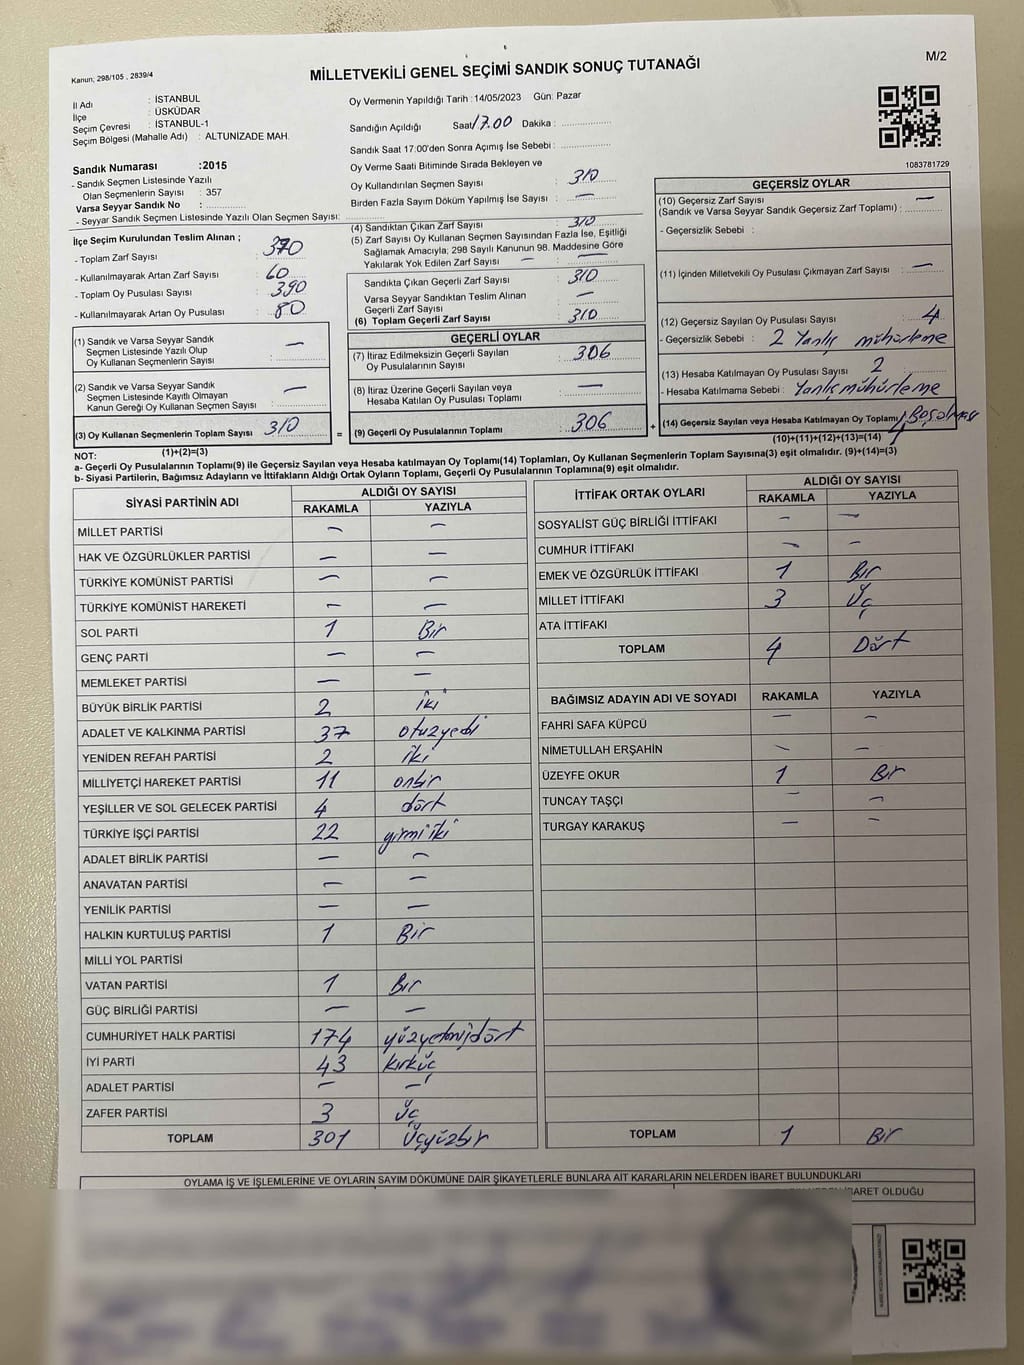 Kanun; 298/105 , 2839/4
MİLLETVEKİLİ GENEL SEÇİMİ SANDIK SONUÇ TUTANAĞI
M/2
İl Adı : İSTANBUL
İlçe : ÜSKÜDAR
Seçim Çevresi : İSTANBUL-1
Seçim Bölgesi (Mahalle Adı) : ALTUNİZADE MAH.
Sandık Numarası :2015
- Sandık Seçmen Listesinde Yazılı
Olan Seçmenlerin Sayısı : 357
Varsa Seyyar Sandık No :
- Seyyar Sandık Seçmen Listesinde Yazılı Olan Seçmen Sayısı:
Oy Vermenin Yapıldığı Tarih :14/05/2023 Gün: Pazar
Sandığın Açıldığı Saat 17.00 Dakika :
Sandık Saat 17:00'den Sonra Açımış İse Sebebi :
Oy Verme Saati Bitiminde Sırada Bekleyen ve
Oy Kullandırılan Seçmen Sayısı : 310
Birden Fazla Sayım Döküm Yapılmış İse Sayısı : —
1083781729
İlçe Seçim Kurulundan Teslim Alınan ;
- Toplam Zarf Sayısı : 370
- Kullanılmayarak Artan Zarf Sayısı : 60
- Toplam Oy Pusulası Sayısı : 390
- Kullanılmayarak Artan Oy Pusulası : 80
(1) Sandık ve Varsa Seyyar Sandık
Seçmen Listesinde Yazılı Olup
Oy Kullanan Seçmenlerin Sayısı : —
(2) Sandık ve Varsa Seyyar Sandık
Seçmen Listesinde Kayıtlı Olmayan
Kanun Gereği Oy Kullanan Seçmen Sayısı : —
(3) Oy Kullanan Seçmenlerin Toplam Sayısı 310
(1)+(2)=(3)
(4) Sandıktan Çıkan Zarf Sayısı : 310
(5) Zarf Sayısı Oy Kullanan Seçmen Sayısından Fazla İse, Eşitliği
Sağlamak Amacıyla; 298 Sayılı Kanunun 98. Maddesine Göre
Yakılarak Yok Edilen Zarf Sayısı — : —
Sandıkta Çıkan Geçerli Zarf Sayısı : 310
Varsa Seyyar Sandıktan Teslim Alınan
Geçerli Zarf Sayısı : —
(6) Toplam Geçerli Zarf Sayısı : 310
GEÇERLİ OYLAR
(7) İtiraz Edilmeksizin Geçerli Sayılan
Oy Pusulalarının Sayısı : 306
(8) İtiraz Üzerine Geçerli Sayılan veya
Hesaba Katılan Oy Pusulası Toplamı : —
= (9) Geçerli Oy Pusulalarının Toplamı : 306
GEÇERSİZ OYLAR
(10) Geçersiz Zarf Sayısı —
(Sandık ve Varsa Seyyar Sandık Geçersiz Zarf Toplamı) :
- Geçersizlik Sebebi :
(11) İçinden Milletvekili Oy Pusulası Çıkmayan Zarf Sayısı : —
(12) Geçersiz Sayılan Oy Pusulası Sayısı : 4
- Geçersizlik Sebebi : 2 Yanlış mühürleme
(13) Hesaba Katılmayan Oy Pusulası Sayısı : 2
- Hesaba Katılmama Sebebi : Yanlış mühürleme
+ (14) Geçersiz Sayılan veya Hesaba Katılmayan Oy Toplamı 4
(10)+(11)+(12)+(13)=(14)
NOT:
a- Geçerli Oy Pusulalarının Toplamı(9) ile Geçersiz Sayılan veya Hesaba katılmayan Oy Toplamı(14) Toplamları, Oy Kullanan Seçmenlerin Toplam Sayısına(3) eşit olmalıdır. (9)+(14)=(3)
b- Siyasi Partilerin, Bağımsız Adayların ve İttifakların Aldığı Ortak Oyların Toplamı, Geçerli Oy Pusulalarının Toplamına(9) eşit olmalıdır.
SİYASİ PARTİNİN ADI ALDIĞI OY SAYISI
RAKAMLA YAZIYLA
MİLLET PARTİSİ — —
HAK VE ÖZGÜRLÜKLER PARTİSİ — —
TÜRKİYE KOMÜNİST PARTİSİ — —
TÜRKİYE KOMÜNİST HAREKETİ — —
SOL PARTİ 1 Bir
GENÇ PARTİ — —
MEMLEKET PARTİSİ — —
BÜYÜK BİRLİK PARTİSİ 2 iki
ADALET VE KALKINMA PARTİSİ 37 otuzyedi
YENİDEN REFAH PARTİSİ 2 iki
MİLLİYETÇİ HAREKET PARTİSİ 11 onbir
YEŞİLLER VE SOL GELECEK PARTİSİ 4 dört
TÜRKİYE İŞÇİ PARTİSİ 22 yirmi iki
ADALET BİRLİK PARTİSİ — —
ANAVATAN PARTİSİ — —
YENİLİK PARTİSİ — —
HALKIN KURTULUŞ PARTİSİ 1 Bir
MİLLİ YOL PARTİSİ
VATAN PARTİSİ 1 Bir
GÜÇ BİRLİĞİ PARTİSİ — —
CUMHURİYET HALK PARTİSİ 174 yüzyetmişdört
İYİ PARTİ 43 kırküç
ADALET PARTİSİ — —
ZAFER PARTİSİ 3 Üç
TOPLAM 301 Üçyüzbir
İTTİFAK ORTAK OYLARI ALDIĞI OY SAYISI
RAKAMLA YAZIYLA
SOSYALİST GÜÇ BİRLİĞİ İTTİFAKI — —
CUMHUR İTTİFAKI — —
EMEK VE ÖZGÜRLÜK İTTİFAKI 1 Bir
MİLLET İTTİFAKI 3 Üç
ATA İTTİFAKI
TOPLAM 4 Dört
BAĞIMSIZ ADAYIN ADI VE SOYADI RAKAMLA YAZIYLA
FAHRİ SAFA KÜPCÜ — —
NİMETULLAH ERŞAHİN — —
ÜZEYFE OKUR 1 Bir
TUNCAY TAŞÇI — —
TURGAY KARAKUŞ — —
TOPLAM 1 Bir
OYLAMA İŞ VE İŞLEMLERİNE VE OYLARIN SAYIM DÖKÜMÜNE DAİR ŞİKAYETLERLE BUNLARA AİT KARARLARIN NELERDEN İBARET BULUNDUKLARI
İBARET OLDUĞU